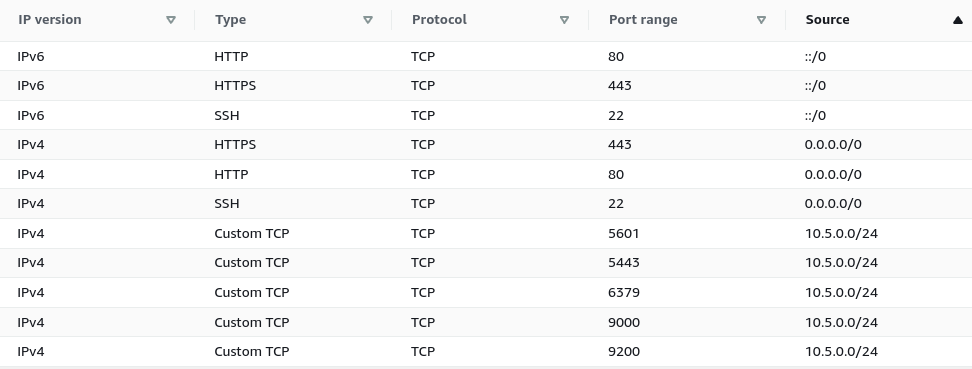 IP version Type Protocol Port range Source
IPv6 HTTP TCP 80 ::/0
IPv6 HTTPS TCP 443 ::/0
IPv6 SSH TCP 22 ::/0
IPv4 HTTPS TCP 443 0.0.0.0/0
IPv4 HTTP TCP 80 0.0.0.0/0
IPv4 SSH TCP 22 0.0.0.0/0
IPv4 Custom TCP TCP 5601 10.5.0.0/24
IPv4 Custom TCP TCP 5443 10.5.0.0/24
IPv4 Custom TCP TCP 6379 10.5.0.0/24
IPv4 Custom TCP TCP 9000 10.5.0.0/24
IPv4 Custom TCP TCP 9200 10.5.0.0/24